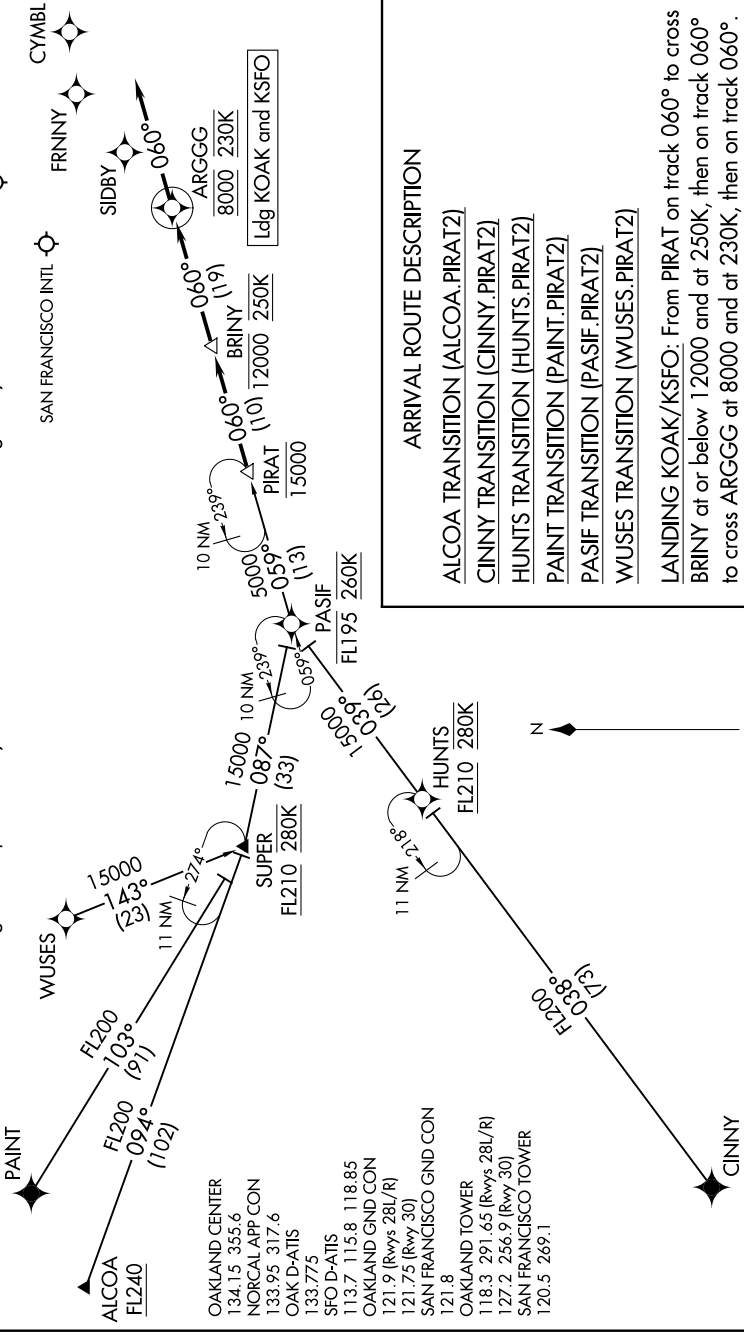 CYMBL
FRNNY
SIDBY
SAN FRANCISCO INTL
060°
ARGGG
8000 230K
Ldg KOAK and KSFO
060°
(19)
BRINY
12000 250K
060°
(10)
PIRAT
15000
10 NM
239°
5000
059°
(13)
PASIF
FL195 260K
10 NM
239°
059°
15000
087°
(33)
SUPER
FL210 280K
WUSES
15000
143°
(23)
11 NM
274°
PAINT
FL200
103°
(91)
FL200
094°
(102)
ALCOA
FL240
15000
039°
(26)
HUNTS
FL210 280K
11 NM
218°
FL200
038°
(73)
CINNY
N
OAKLAND CENTER
134.15 355.6
NORCAL APP CON
133.95 317.6
OAK D-ATIS
133.775
SFO D-ATIS
113.7 115.8 118.85
OAKLAND GND CON
121.9 (Rwys 28L/R)
121.75 (Rwy 30)
SAN FRANCISCO GND CON
121.8
OAKLAND TOWER
118.3 291.65 (Rwys 28L/R)
127.2 256.9 (Rwy 30)
SAN FRANCISCO TOWER
120.5 269.1
ARRIVAL ROUTE DESCRIPTION
ALCOA TRANSITION (ALCOA.PIRAT2)
CINNY TRANSITION (CINNY.PIRAT2)
HUNTS TRANSITION (HUNTS.PIRAT2)
PAINT TRANSITION (PAINT.PIRAT2)
PASIF TRANSITION (PASIF.PIRAT2)
WUSES TRANSITION (WUSES.PIRAT2)
LANDING KOAK/KSFO: From PIRAT on track 060° to cross
BRINY at or below 12000 and at 250K, then on track 060°
to cross ARGGG at 8000 and at 230K, then on track 060°.